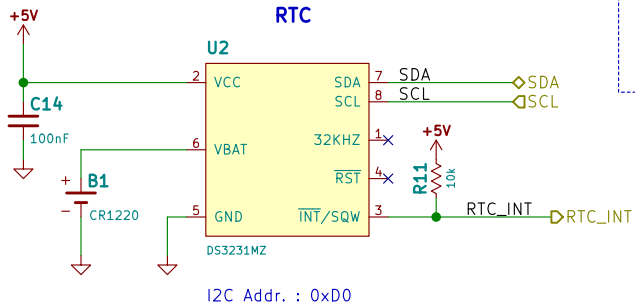 RTC
+5V
U2
2 VCC SDA 7 SDA SDA
SCL 8 SCL SCL
C14
100nF
32KHZ 1
+5V
6 VBAT
RST 4
R11
10k
B1
+
-
CR1220
5 GND INT/SQW 3 RTC_INT RTC_INT
DS3231MZ
I2C Addr. : 0xD0